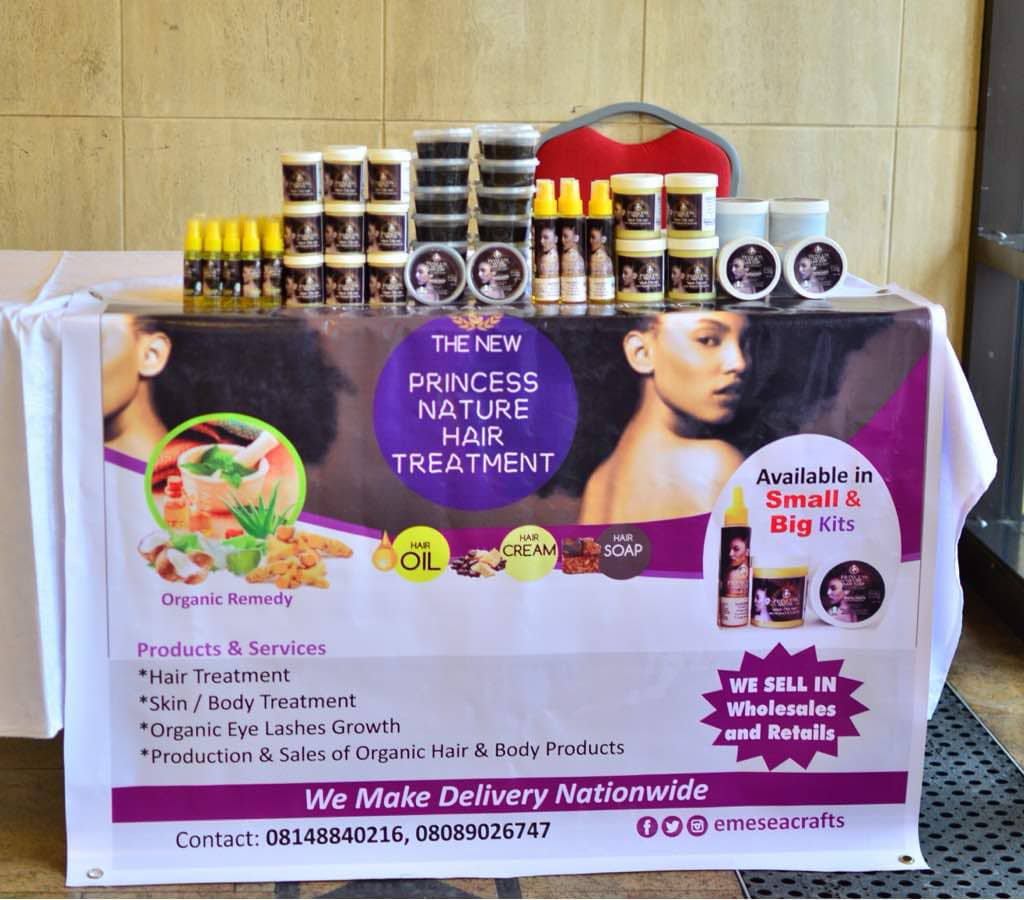 THE NEW
PRINCESS
NATURE
HAIR
TREATMENT
Available in
Small &
Big Kits
HAIR
OIL
HAIR
CREAM
HAIR
SOAP
Organic Remedy
Products & Services
*Hair Treatment
*Skin / Body Treatment
*Organic Eye Lashes Growth
*Production & Sales of Organic Hair & Body Products
WE SELL IN
Wholesales
and Retails
We Make Delivery Nationwide
Contact: 08148840216, 08089026747
emeseacrafts